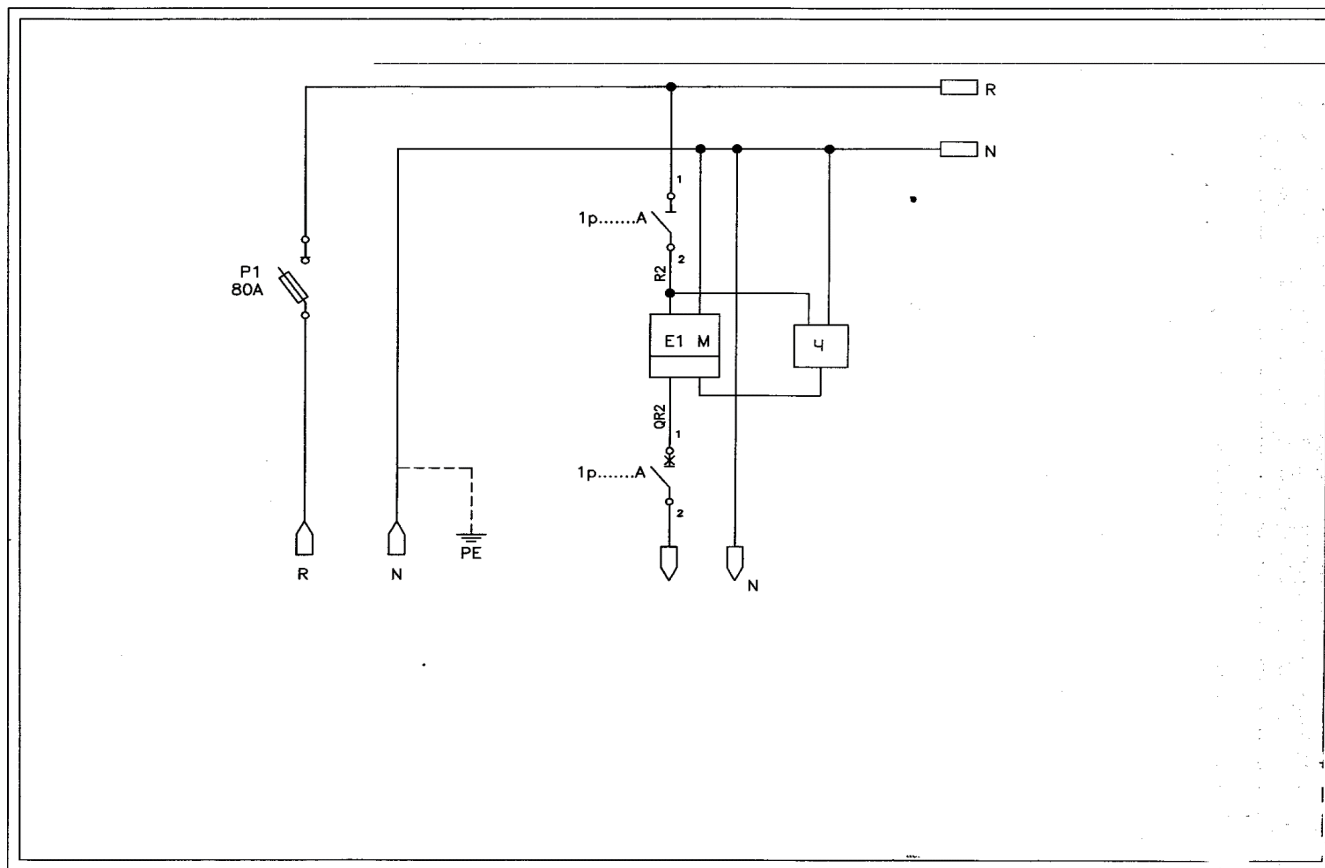 R
N
1
1p.......A
2
R2
P1
80A
E1 M
Ч
QR2
1
1p.......A
2
PE
R
N
N